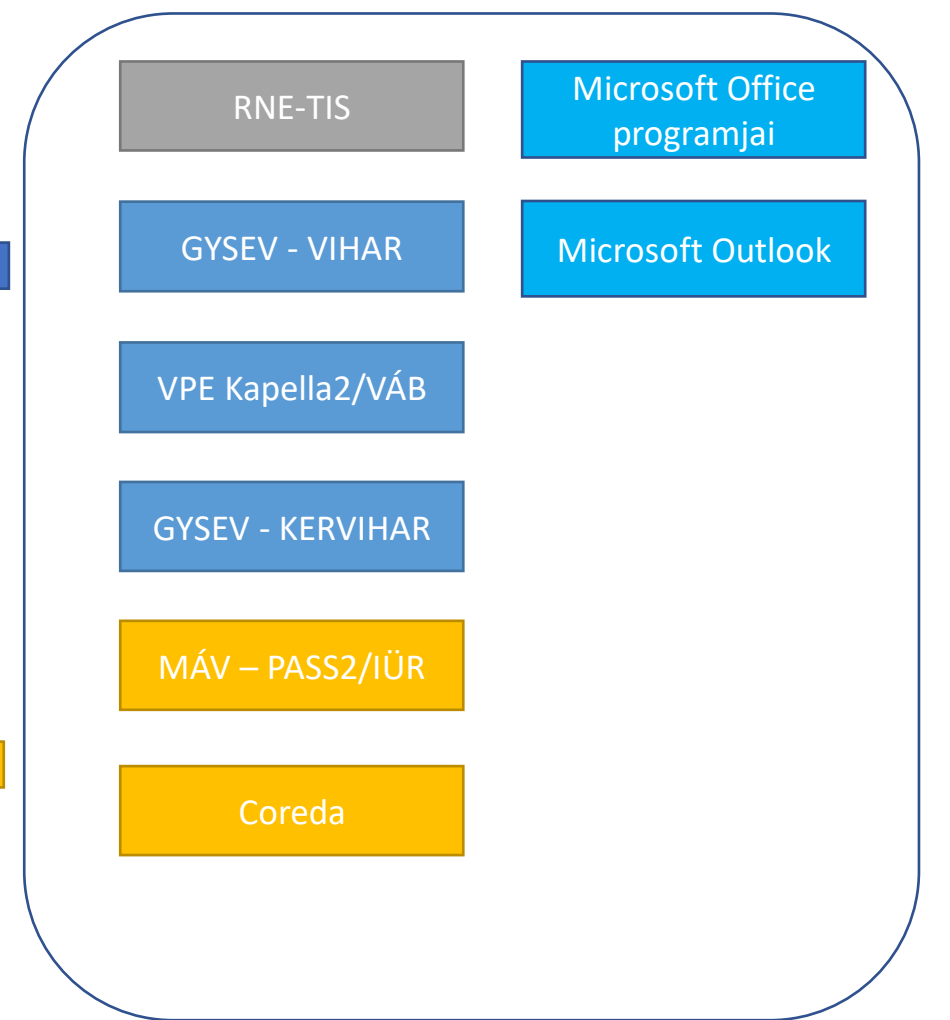 RNE-TIS
GYSEV - VIHAR
VPE Kapella2/VÁB
GYSEV - KERVIHAR
MÁV – PASS2/IÜR
Coreda
Microsoft Office
programjai
Microsoft Outlook